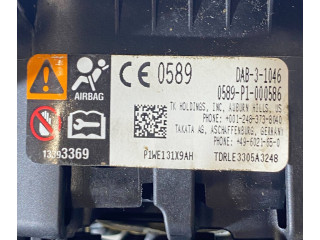 CE 0589
DAB-3-1046
0589-P1-000586
TK HOLDINGS, INC, AUBURN HILLS, US
PHONE: +001-248-373-8040
TAKATA AG, ASCHAFFENBURG, GERMANY
PHONE: +49-6021-65-0
AIRBAG
13393369
P1WE131X9AH
TDRLE3305A3248